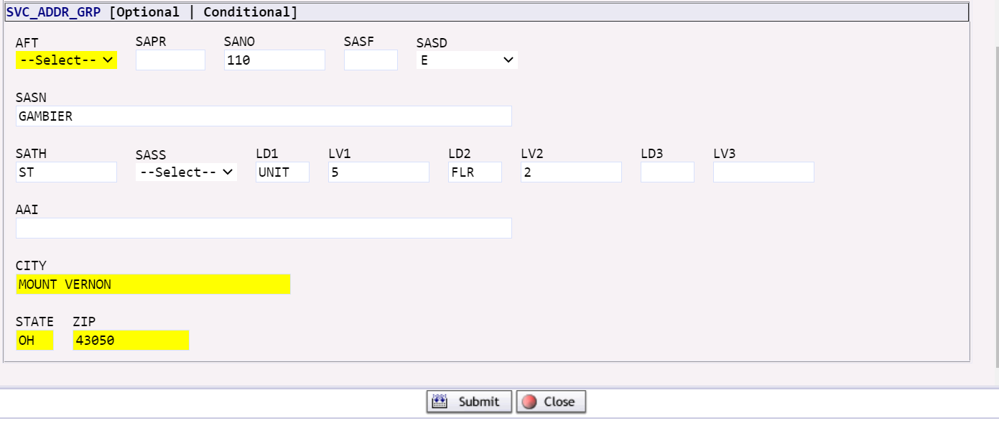 SVC_ADDR_GRP [Optional | Conditional]
AFT SAPR SANO SASF SASD
--Select-- 110 E
SASN
GAMBIER
SATH SASS LD1 LV1 LD2 LV2 LD3 LV3
ST --Select-- UNIT 5 FLR 2
AAI
CITY
MOUNT VERNON
STATE ZIP
OH 43050
Submit Close